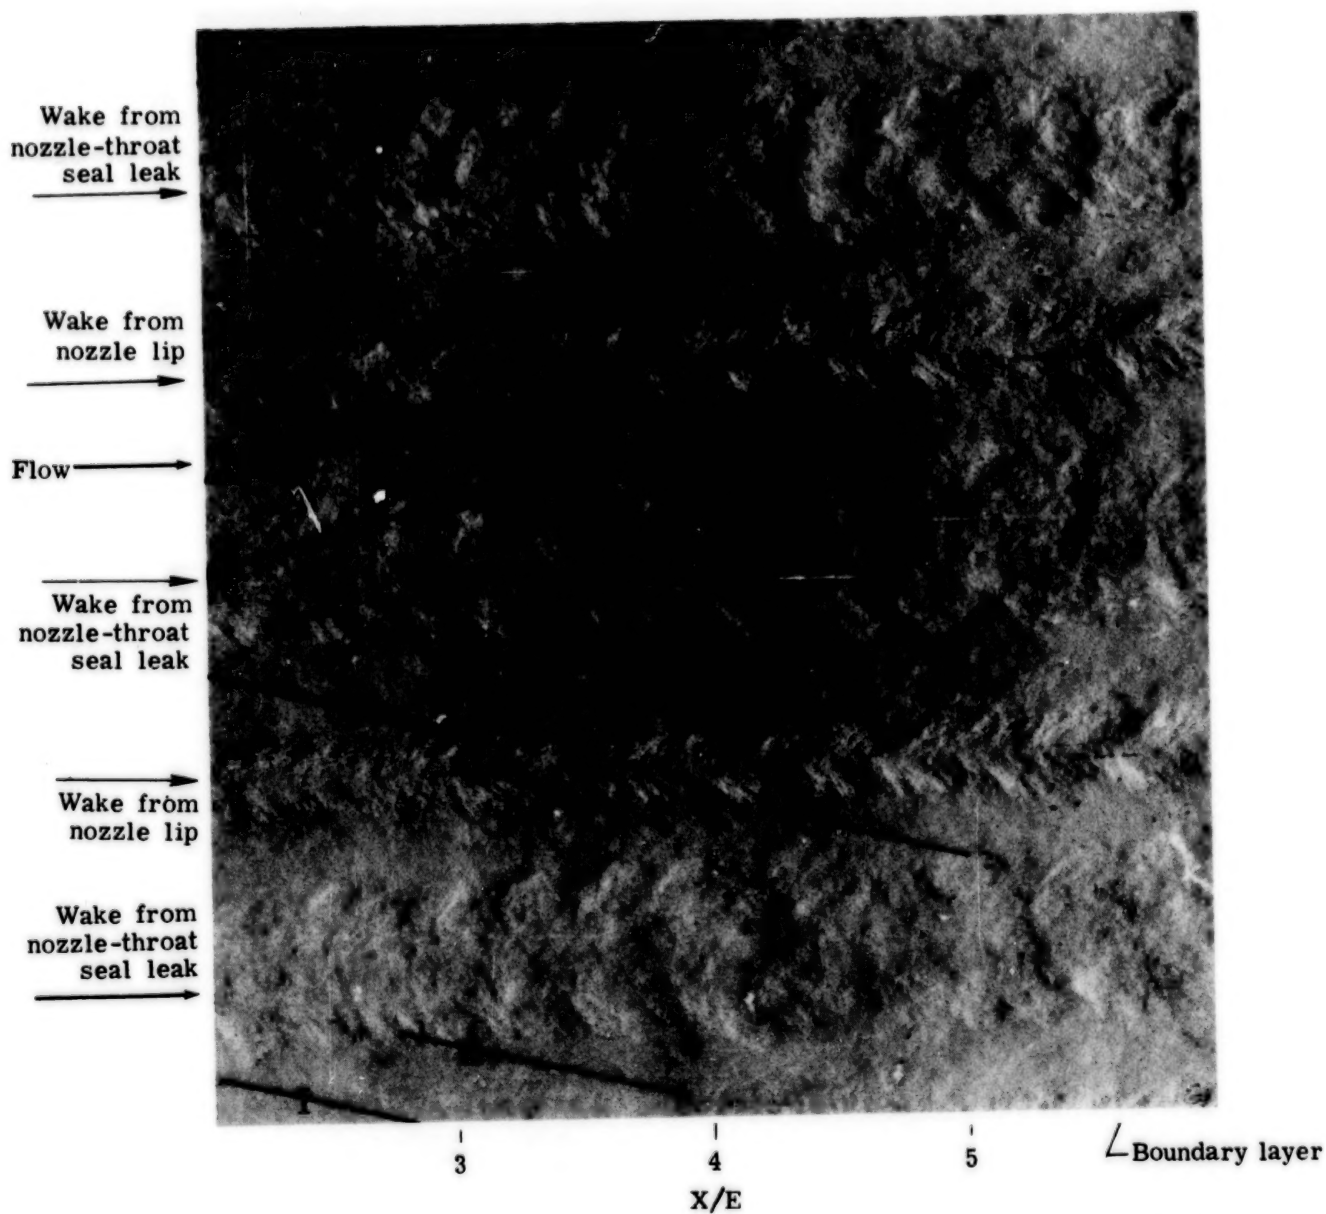 Wake from
nozzle-throat
seal leak
Wake from
nozzle lip
Flow
Wake from
nozzle-throat
seal leak
Wake from
nozzle lip
Wake from
nozzle-throat
seal leak
3
4
5
Boundary layer
X/E